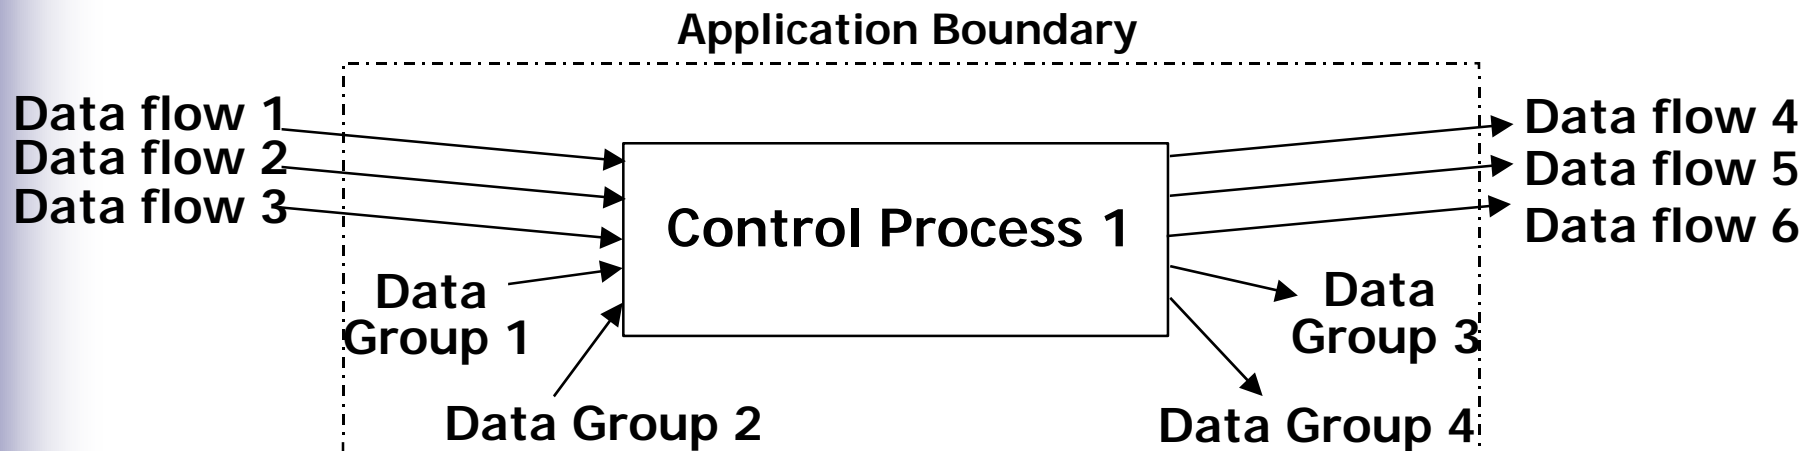 Application Boundary
Data flow 1
Data flow 2
Data flow 3
Data
Group 1
Data Group 2
Control Process 1
Data flow 4
Data flow 5
Data flow 6
Data
Group 3
Data Group 4